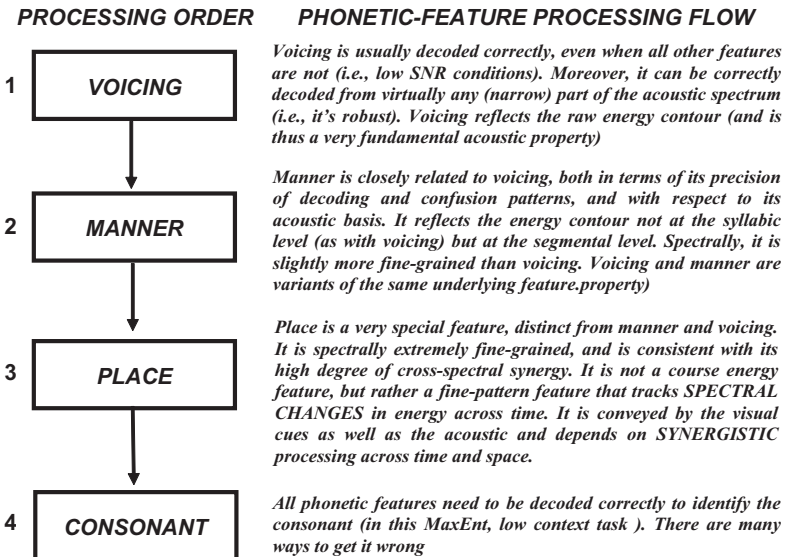 PROCESSING ORDER
PHONETIC-FEATURE PROCESSING FLOW
1
VOICING
Voicing is usually decoded correctly, even when all other features
are not (i.e., low SNR conditions). Moreover, it can be correctly
decoded from virtually any (narrow) part of the acoustic spectrum
(i.e., it's robust). Voicing reflects the raw energy contour (and is
thus a very fundamental acoustic property)
2
MANNER
Manner is closely related to voicing, both in terms of its precision
of decoding and confusion patterns, and with respect to its
acoustic basis. It reflects the energy contour not at the syllabic
level (as with voicing) but at the segmental level. Spectrally, it is
slightly more fine-grained than voicing. Voicing and manner are
variants of the same underlying feature.property)
3
PLACE
Place is a very special feature, distinct from manner and voicing.
It is spectrally extremely fine-grained, and is consistent with its
high degree of cross-spectral synergy. It is not a course energy
feature, but rather a fine-pattern feature that tracks SPECTRAL
CHANGES in energy across time. It is conveyed by the visual
cues as well as the acoustic and depends on SYNERGISTIC
processing across time and space.
4
CONSONANT
All phonetic features need to be decoded correctly to identify the
consonant (in this MaxEnt, low context task ). There are many
ways to get it wrong